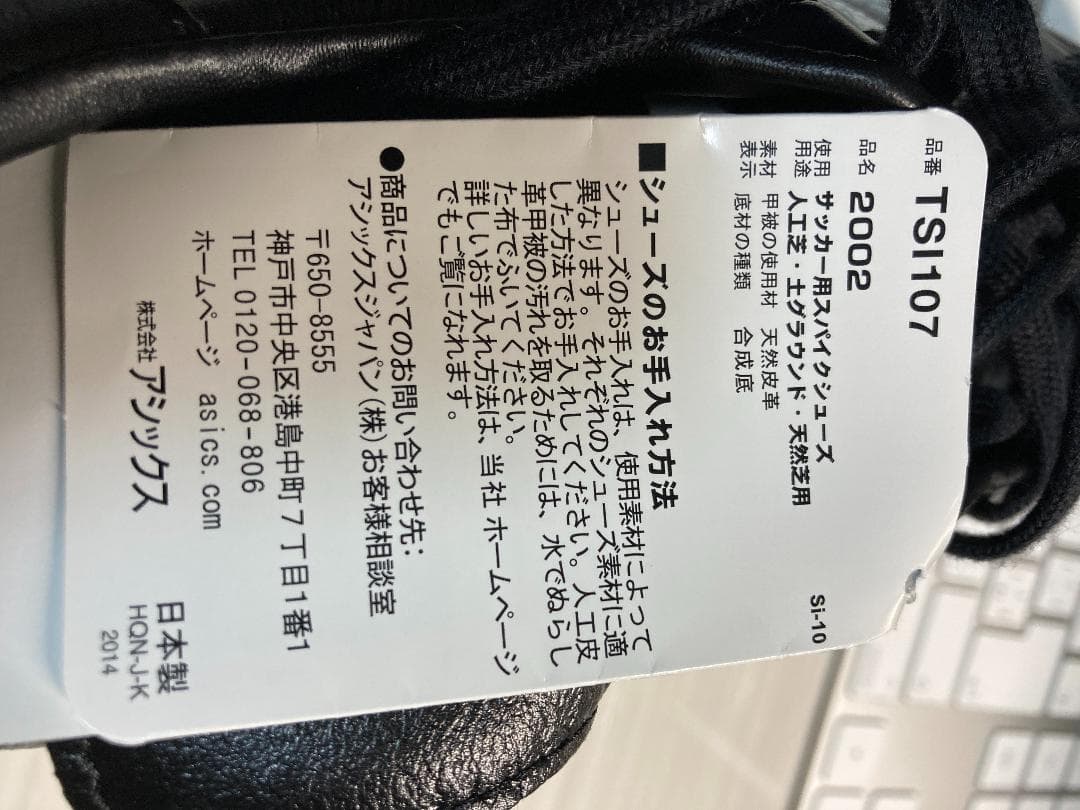 品番 TSI107
品名 2002
使用 サッカー用スパイクシューズ
用途 人工芝・土グラウンド・天然芝用
素材 甲被の使用材 天然皮革
表示 底材の種類 合成底
Si-10
■シューズのお手入れ方法
シューズのお手入れは、使用素材によって
異なります。それぞれのシューズ素材に適
した方法でお手入れしてください。人工皮
革甲被の汚れを取るためには、水でぬらし
た布でふいてください。
詳しいお手入れ方法は、当社 ホームページ
でもご覧になれます。
●商品についてのお問い合わせ先:
アシックスジャパン(株)お客様相談室
〒650-8555
神戸市中央区港島中町7丁目1番1
TEL 0120-068-806
ホームページ asics.com
株式会社 アシックス
日本製
HQN-J-K
2014